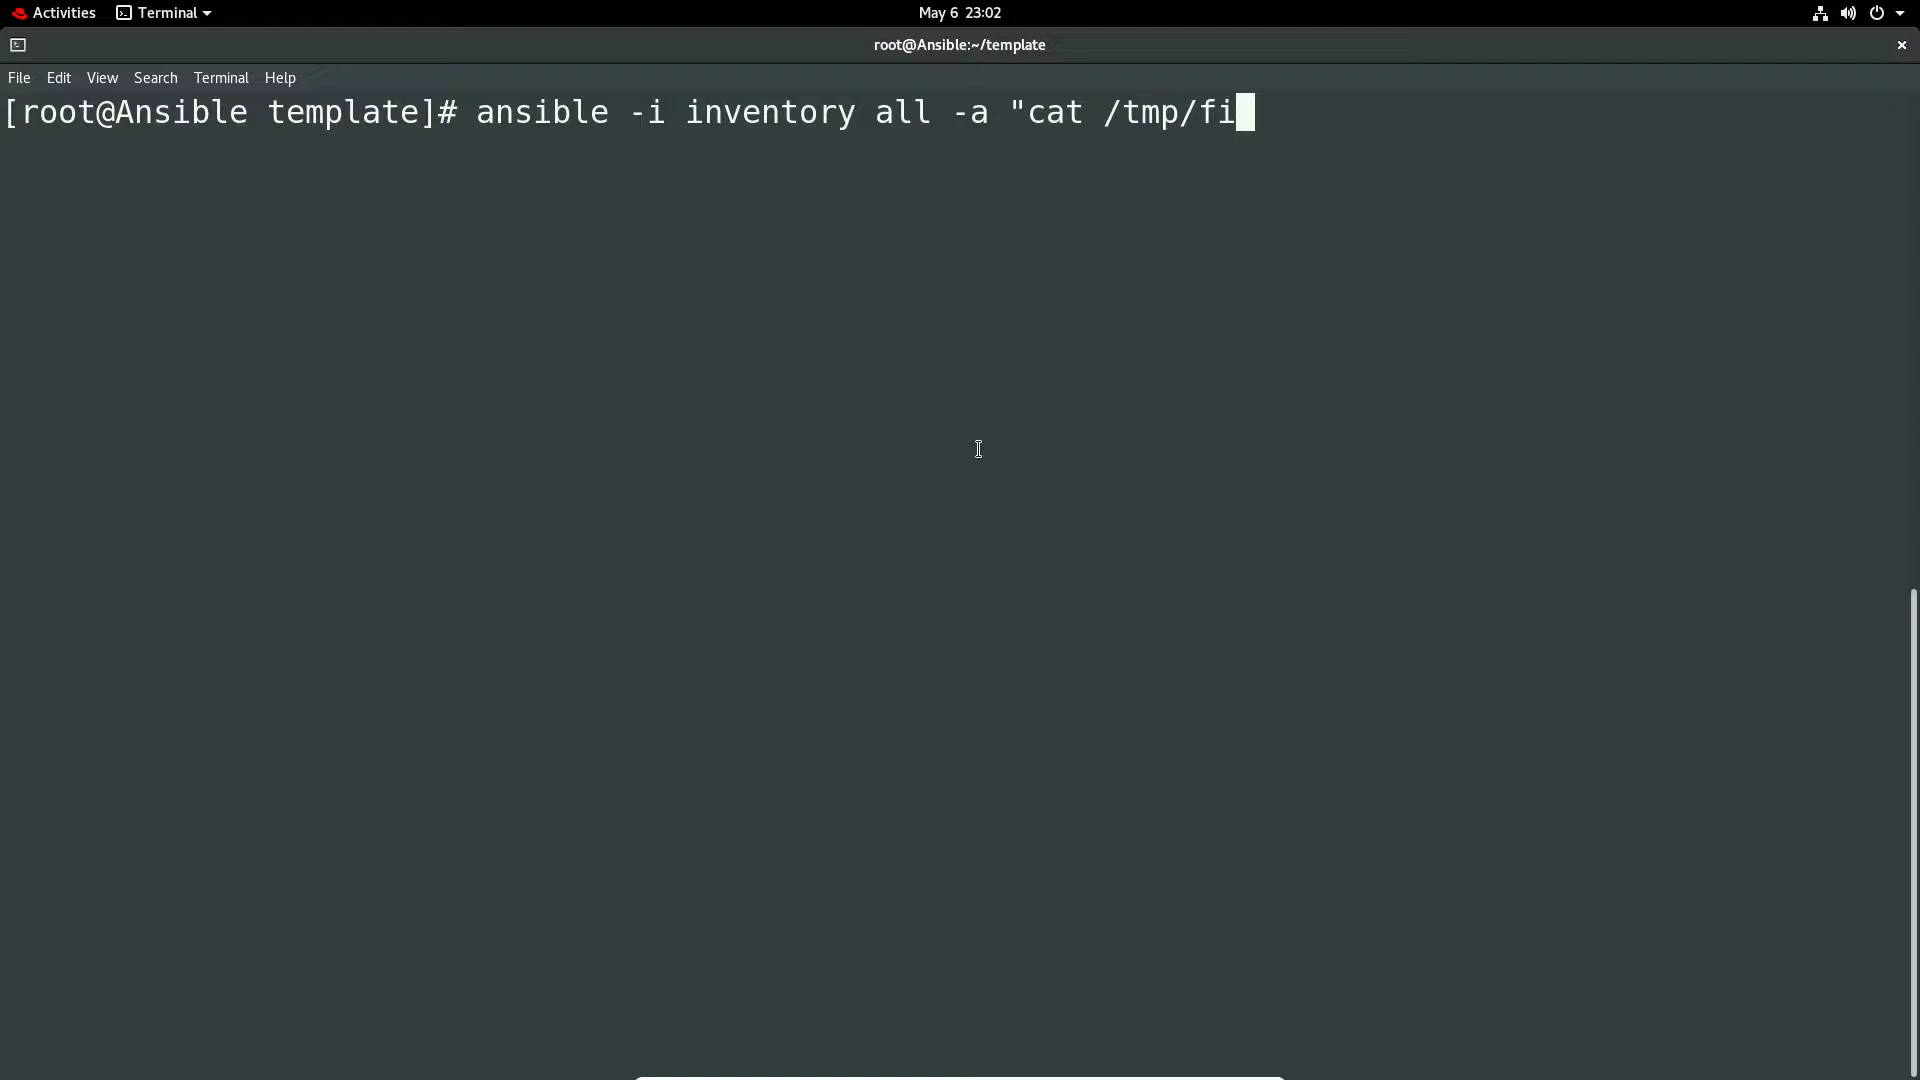 Activities Terminal May 6 23:02
root@Ansible:~/template
File Edit View Search Terminal Help
[root@Ansible template]# ansible -i inventory all -a "cat /tmp/fi